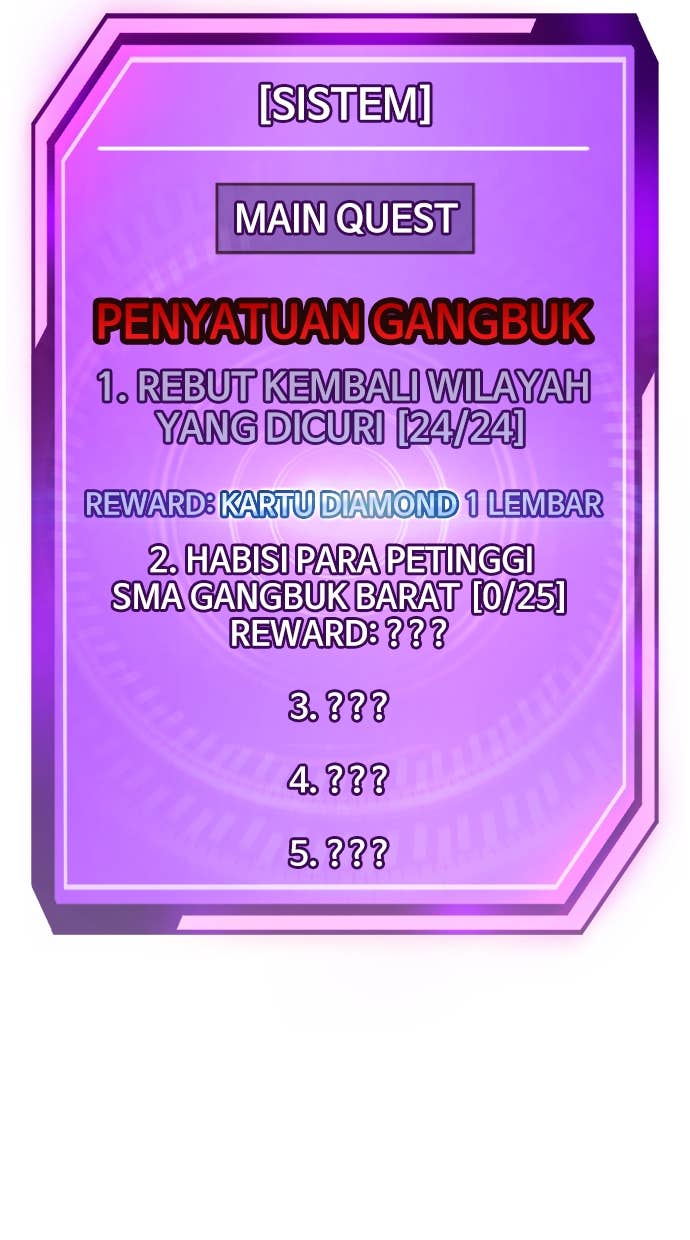 [SISTEM]
MAIN QUEST
PENYATUAN GANGBUK
1. REBUT KEMBALI WILAYAH
YANG DICURI [24/24]
REWARD: KARTU DIAMOND 1 LEMBAR
2. HABISI PARA PETINGGI
SMA GANGBUK BARAT [0/25]
REWARD: ???
3. ???
4. ???
5. ???